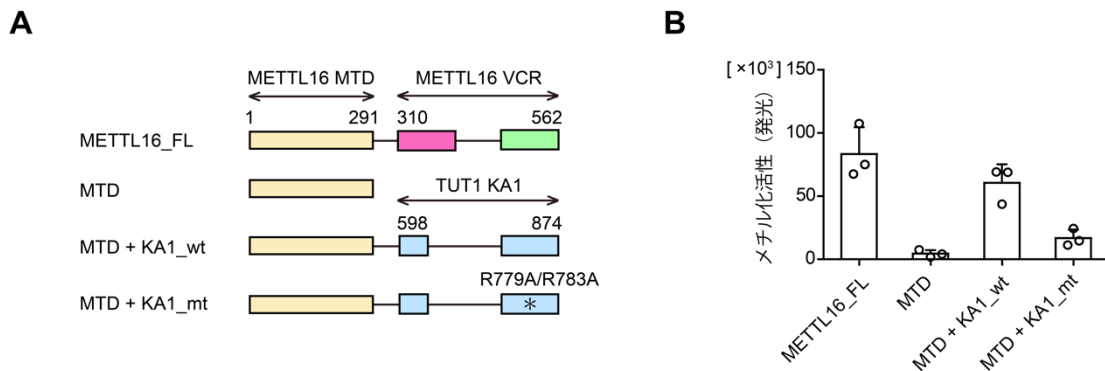 A
METTL16 MTD
METTL16 VCR
1
291
310
562
METTL16_FL
MTD
TUT1 KA1
598
874
MTD + KA1_wt
R779A/R783A
MTD + KA1_mt
*
B
[ ×10³]
150
100
50
0
メチル化活性（発光）
METTL16_FL
MTD
MTD + KA1_wt
MTD + KA1_mt